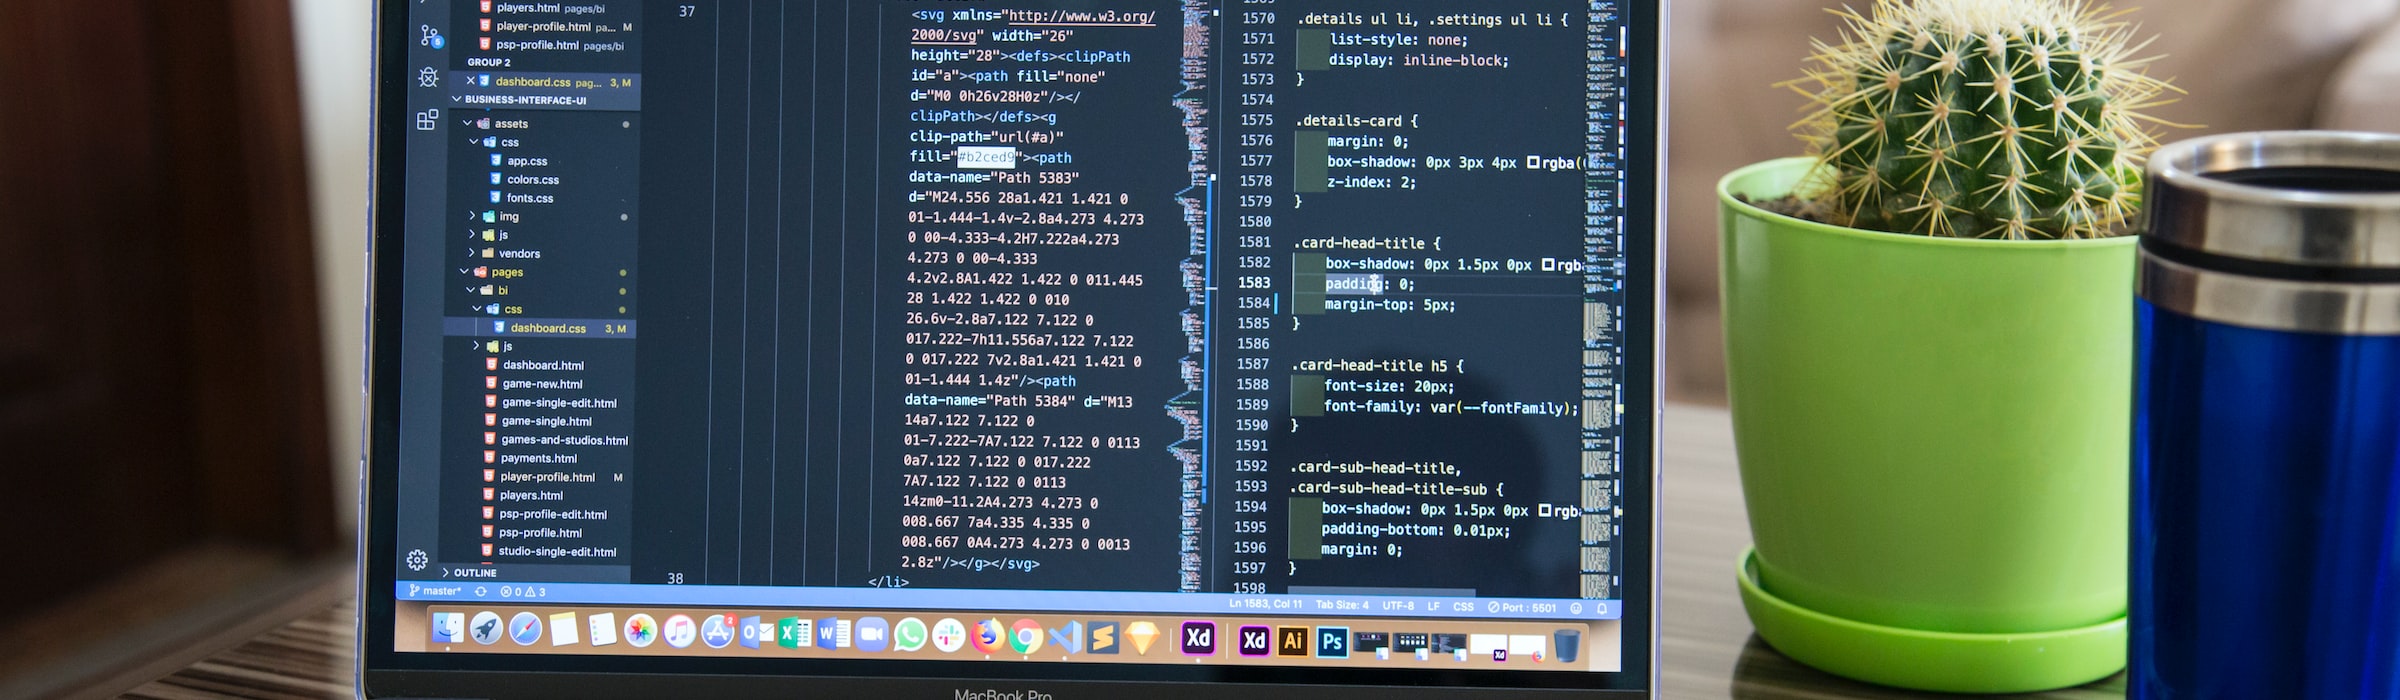 players.html pages/bi
player-profile.html pa... M
psp-profile.html pages/bi
GROUP 2
dashboard.css pag... 3, M
BUSINESS-INTERFACE-UI
assets
css
app.css
colors.css
fonts.css
img
js
vendors
pages
bi
css
dashboard.css 3, M
js
dashboard.html
game-new.html
game-single-edit.html
game-single.html
games-and-studios.html
payments.html
player-profile.html M
players.html
psp-profile-edit.html
psp-profile.html
studio-single-edit.html
OUTLINE
5
37
<svg xmlns="http://www.w3.org/
2000/svg" width="26"
height="28"><defs><clipPath
id="a"><path fill="none"
d="M0 0h26v28H0z"/></
clipPath></defs><g
clip-path="url(#a)"
fill="#b2ced9"><path
data-name="Path 5383"
d="M24.556 28a1.421 1.421 0
01-1.444-1.4v-2.8a4.273 4.273
0 00-4.333-4.2H7.222a4.273
4.273 0 00-4.333
4.2v2.8A1.422 1.422 0 011.445
28 1.422 1.422 0 010
26.6v-2.8a7.122 7.122 0
017.222-7h11.556a7.122 7.122
0 017.222 7v2.8a1.421 1.421 0
01-1.444 1.4z"/><path
data-name="Path 5384" d="M13
14a7.122 7.122 0
01-7.222-7A7.122 7.122 0 0113
0a7.122 7.122 0 017.222
7A7.122 7.122 0 0113
14zm0-11.2A4.273 4.273 0
008.667 7a4.335 4.335 0
008.667 0A4.273 4.273 0 0013
2.8z"/></g></svg>
38 </li>
1570 .details ul li, .settings ul li {
1571 list-style: none;
1572 display: inline-block;
1573 }
1574
1575 .details-card {
1576 margin: 0;
1577 box-shadow: 0px 3px 4px rgba(
1578 z-index: 2;
1579 }
1580
1581 .card-head-title {
1582 box-shadow: 0px 1.5px 0px rgb
1583 padding: 0;
1584 margin-top: 5px;
1585 }
1586
1587 .card-head-title h5 {
1588 font-size: 20px;
1589 font-family: var(--fontFamily);
1590 }
1591
1592 .card-sub-head-title,
1593 .card-sub-head-title-sub {
1594 box-shadow: 0px 1.5px 0px rgba
1595 padding-bottom: 0.01px;
1596 margin: 0;
1597 }
1598
master* 0 3
Ln 1583, Col 11 Tab Size: 4 UTF-8 LF CSS Port : 5501
2 O X W Xd Xd Ai Ps Xd
MacBook Pro